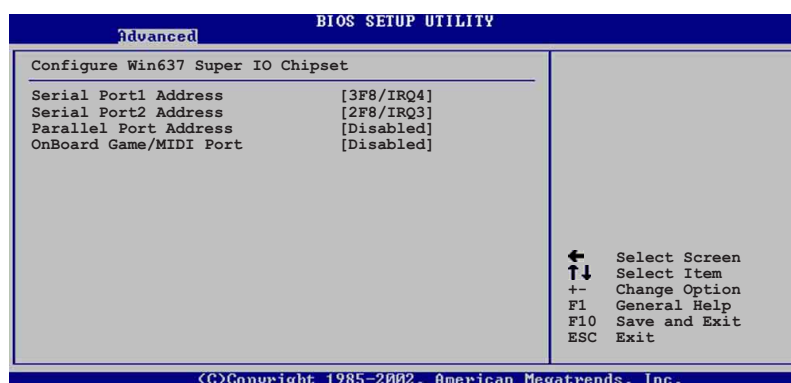 BIOS SETUP UTILITY
Advanced
Configure Win637 Super IO Chipset
Serial Port1 Address [3F8/IRQ4]
Serial Port2 Address [2F8/IRQ3]
Parallel Port Address [Disabled]
OnBoard Game/MIDI Port [Disabled]
← Select Screen
↑↓ Select Item
+- Change Option
F1 General Help
F10 Save and Exit
ESC Exit
(C)Copyright 1985-2002, American Megatrends, Inc.